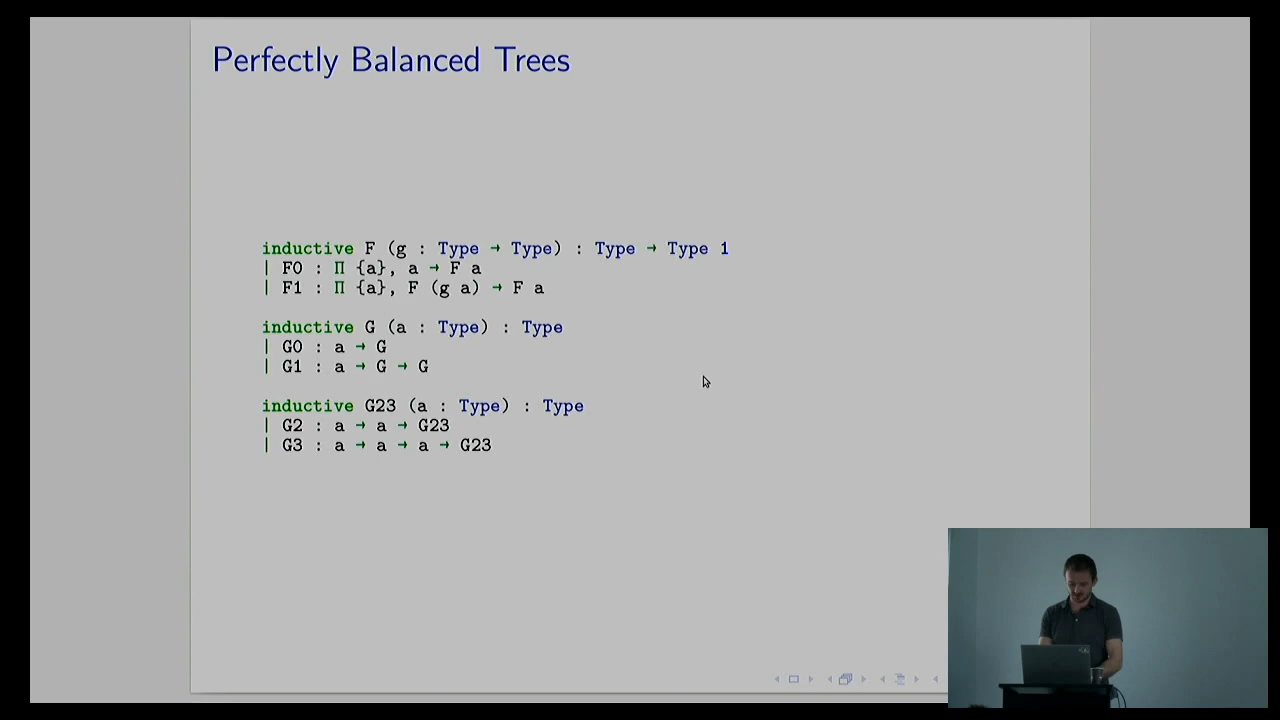 Perfectly Balanced Trees
inductive F (g : Type → Type) : Type → Type 1
| F0 : Π {a}, a → F a
| F1 : Π {a}, F (g a) → F a
inductive G (a : Type) : Type
| G0 : a → G
| G1 : a → G → G
inductive G23 (a : Type) : Type
| G2 : a → a → G23
| G3 : a → a → a → G23